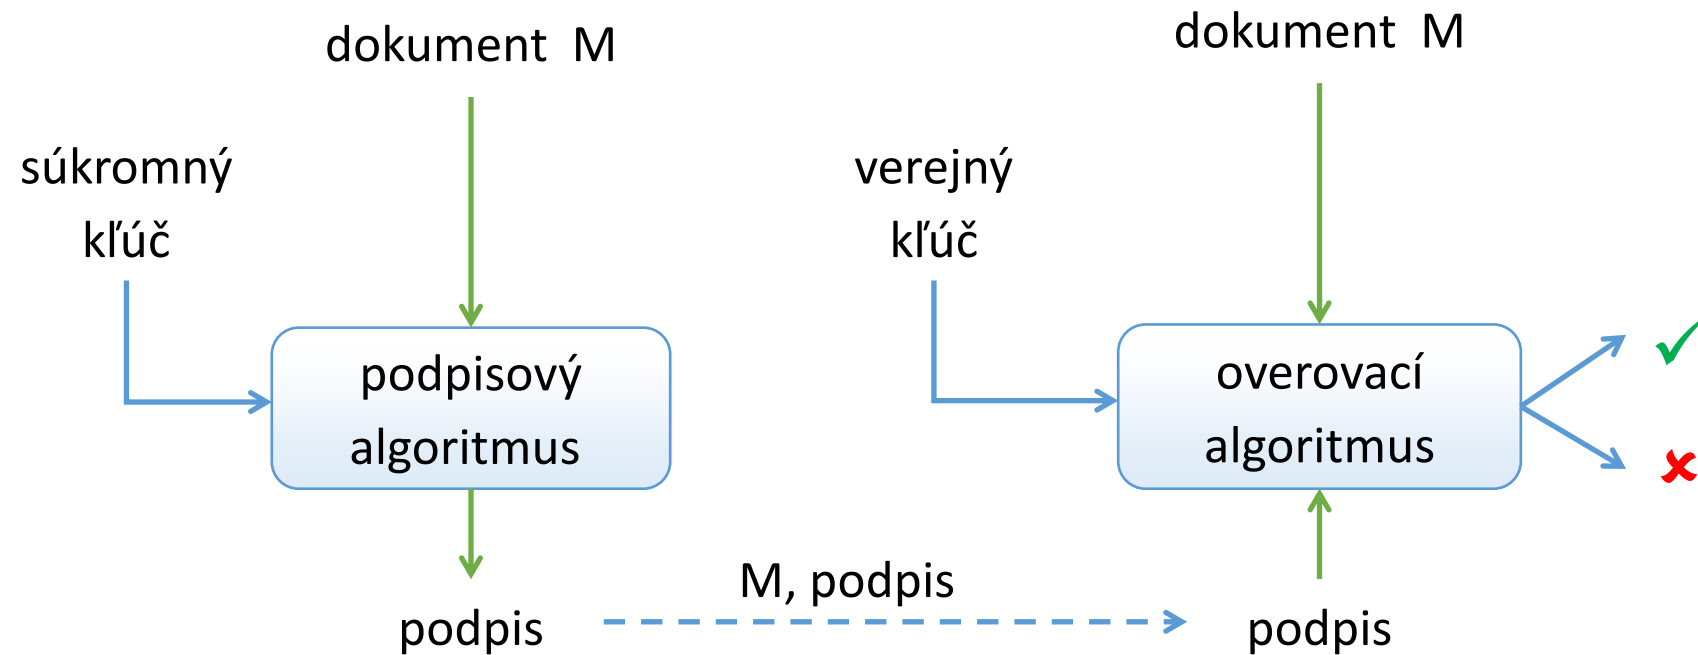 dokument M
súkromný
kľúč
podpisový
algoritmus
podpis
M, podpis
dokument M
verejný
kľúč
overovací
algoritmus
podpis